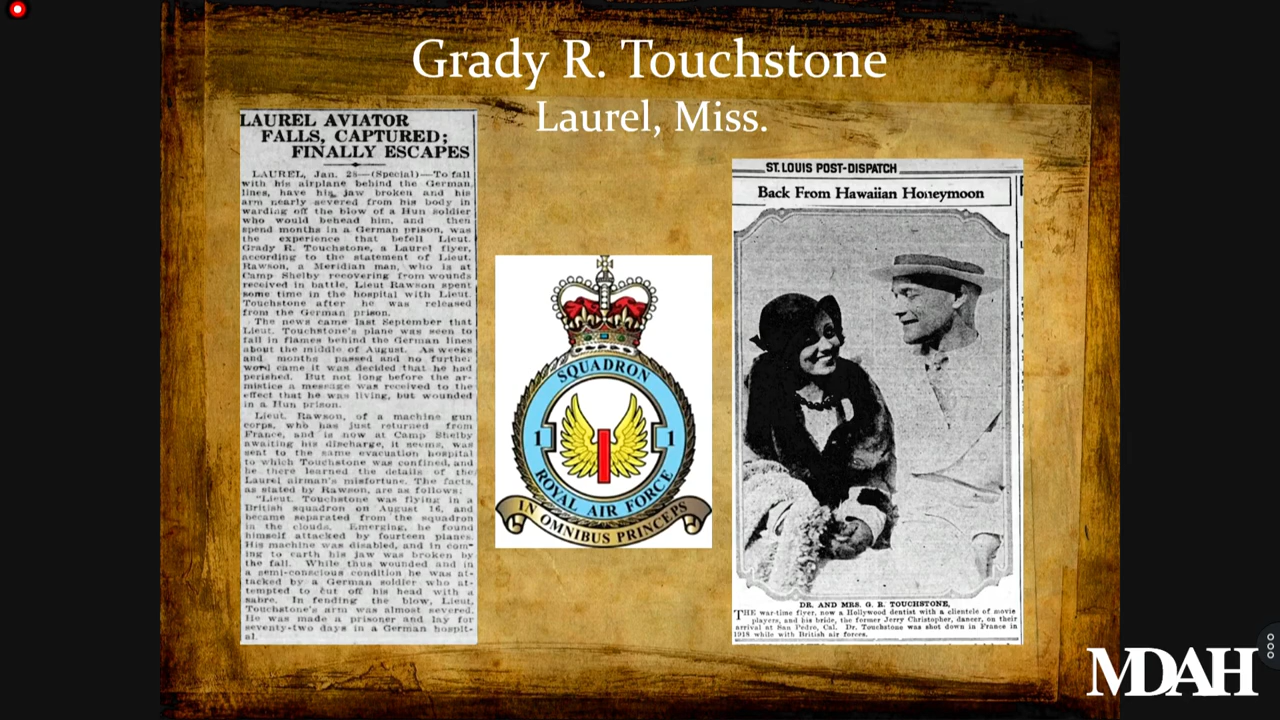 Grady R. Touchstone
Laurel, Miss.
LAUREL AVIATOR
FALLS, CAPTURED;
FINALLY ESCAPES
LAUREL, Jan. 25—(Special)—To fall
with his airplane behind the German
lines, have his jaw broken and his
arm nearly severed from his body in
warding off the blow of a Hun soldier
who would behead him, and then
spend months in a German prison, was
the experience that befell Lieut.
Grady R. Touchstone, a Laurel flyer,
according to the statement of Lieut.
Rawson, a Meridian man, who is at
Camp Shelby recovering from wounds
received in battle, Lieut Rawson spent
some time in the hospital with Lieut.
Touchstone after he was released
from the German prison.
The news came last September that
Lieut. Touchstone's plane was seen to
fall in flames behind the German lines
about the middle of August. As weeks
and months passed and no further
word came it was decided that he had
perished. But not long before the ar-
mistice a message was received to the
effect that he was living, but wounded
in a Hun prison.
Lieut. Rawson, of a machine gun
corps, who has just returned from
France, and is now at Camp Shelby
awaiting his discharge, it seems, was
sent to the same evacuation hospital
to which Touchstone was confined, and
he there learned the details of the
Laurel airman's misfortune. The facts,
as stated by Rawson, are as follows:
"Lieut. Touchstone was flying in a
British squadron on August 16, and
became separated from the squadron
in the clouds. Emerging, he found
himself attacked by fourteen planes.
His machine was disabled, and in com-
ing to earth his jaw was broken by
the fall. While thus wounded and in
a semi-conscious condition he was at-
tacked by a German soldier who at-
tempted to cut off his head with a
sabre. In fending the blow, Lieut.
Touchstone's arm was almost severed.
He was made a prisoner and lay for
seventy-two days in a German hospit-
al.
SQUADRON
1 1
ROYAL AIR FORCE
IN OMNIBUS PRINCEPS
ST. LOUIS POST-DISPATCH
Back From Hawaiian Honeymoon
DR. AND MRS. G. R. TOUCHSTONE,
THE war-time flyer, now a Hollywood dentist with a clientele of movie
players, and his bride, the former Jerry Christopher, dancer, on their
arrival at San Pedro, Cal. Dr. Touchstone was shot down in France in
1918 while with British air forces.
MDAH